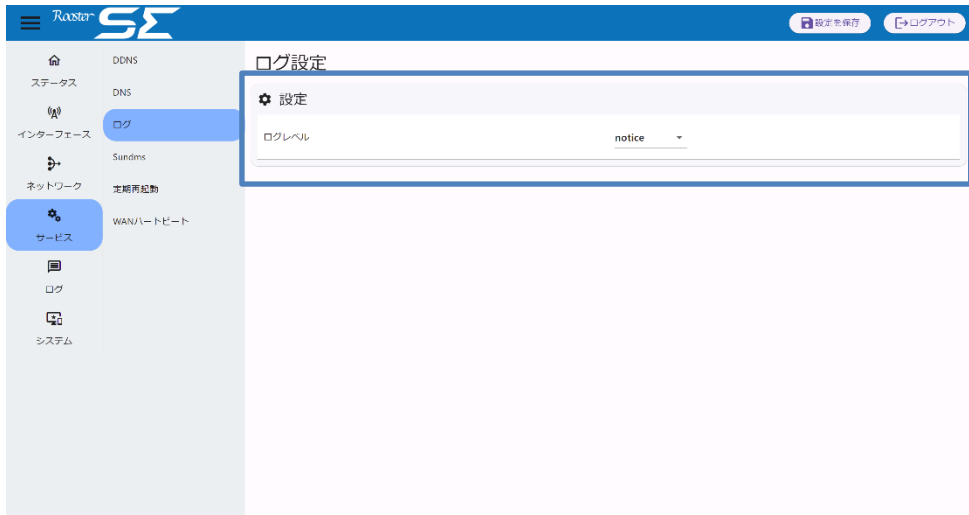 Rooster SE
設定を保存
ログアウト
ステータス
インターフェース
ネットワーク
サービス
ログ
システム
DDNS
DNS
ログ
Sundms
定期再起動
WANハートビート
ログ設定
設定
ログレベル
notice